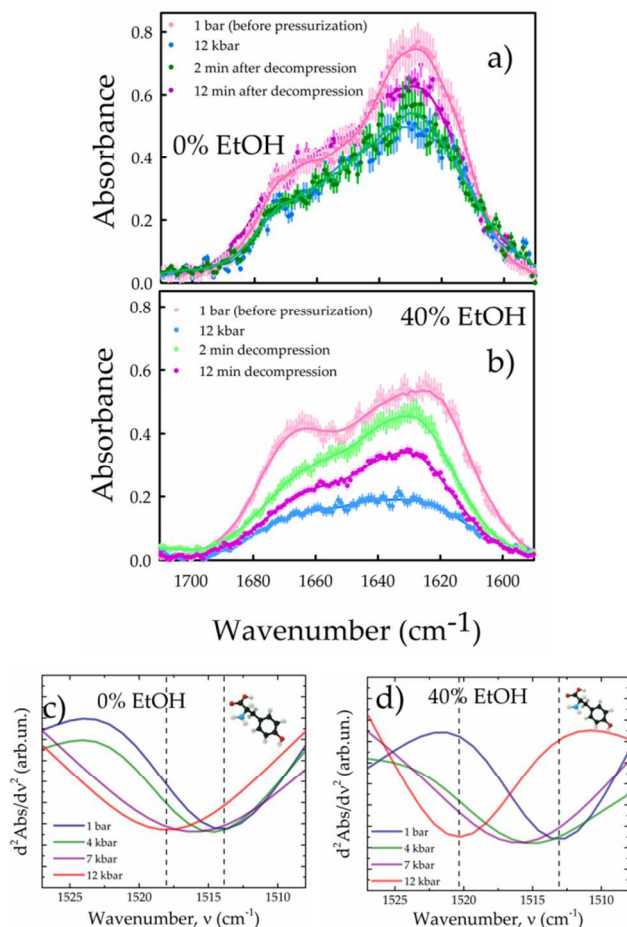 1 bar (before pressurization)
12 kbar
2 min after decompression
12 min after decompression
a)
0% EtOH
0.8
0.6
0.4
0.2
0.0
Absorbance
1 bar (before pressurization)
12 kbar
2 min decompression
12 min decompression
40% EtOH
b)
0.6
0.4
0.2
0.0
Absorbance
1700 1680 1660 1640 1620 1600
Wavenumber (cm-1)
c)
0% EtOH
d²Abs/dν² (arb.un.)
1 bar
4 kbar
7 kbar
12 kbar
1525 1520 1515 1510
Wavenumber, ν (cm-1)
d)
40% EtOH
d²Abs/dν² (arb.un.)
1 bar
4 kbar
7 kbar
12 kbar
1525 1520 1515 1510
Wavenumber, ν (cm-1)